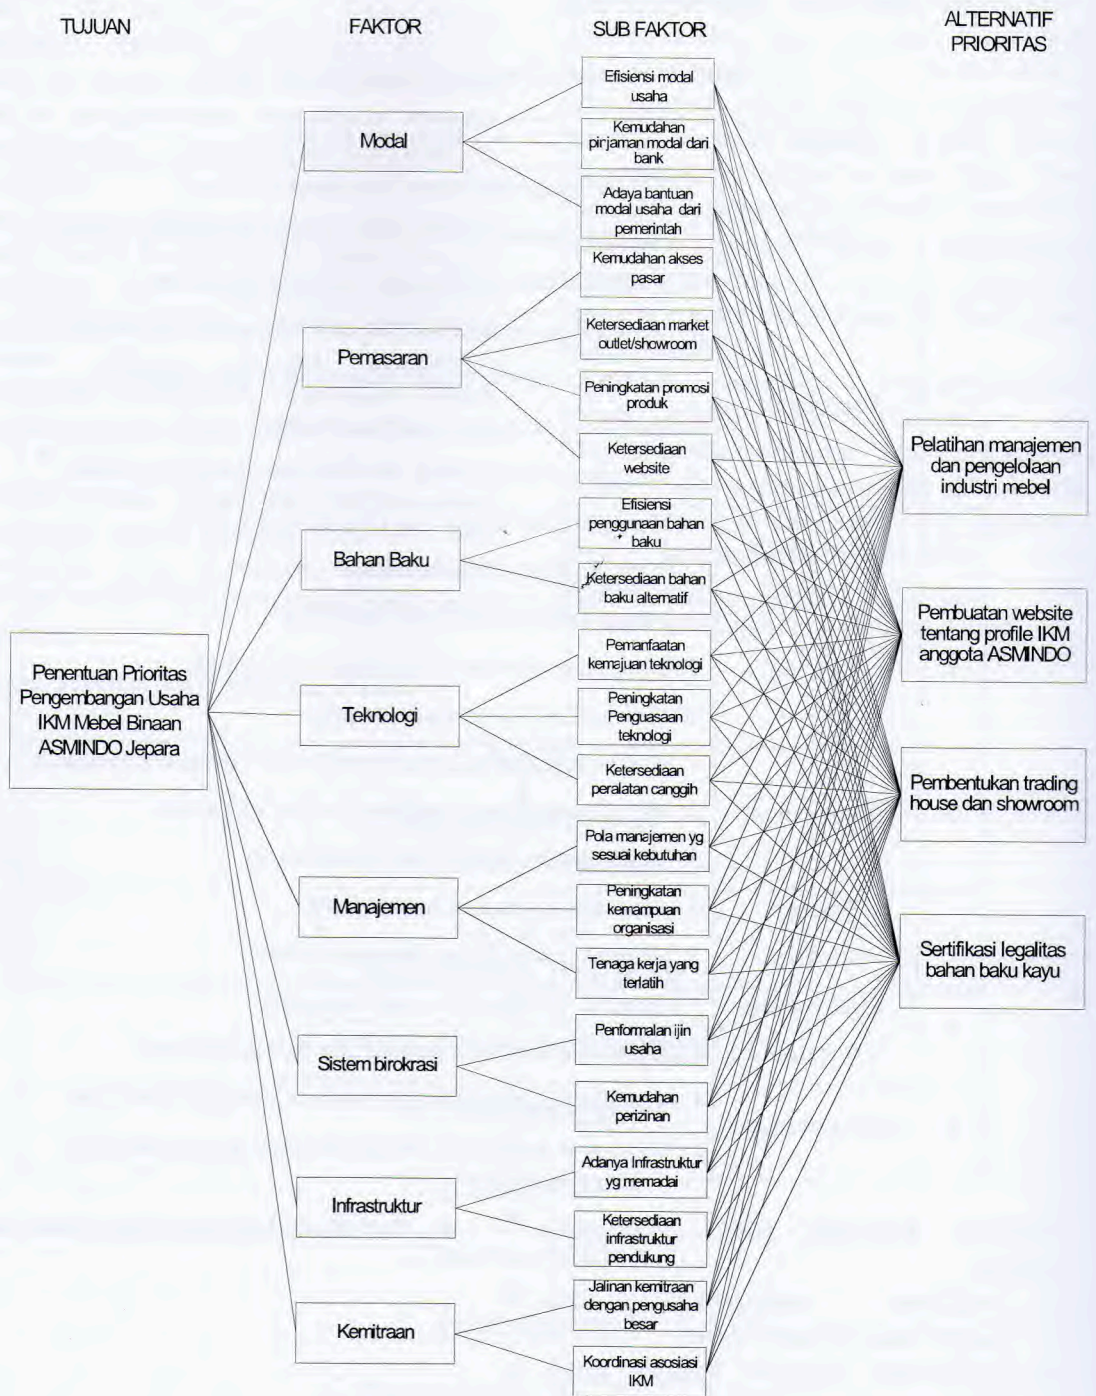 TUJUAN
FAKTOR
SUB FAKTOR
ALTERNATIF
PRIORITAS
Efisiensi modal
usaha
Modal
Kemudahan
pinjaman modal dari
bank
Adaya bantuan
modal usaha dari
pemerintah
Kemudahan akses
pasar
Pemasaran
Ketersediaan market
outlet/showroom
Peningkatan promosi
produk
Ketersediaan
website
Bahan Baku
Efisiensi
penggunaan bahan
baku
Ketersediaan bahan
baku alternatif
Penentuan Prioritas
Pengembangan Usaha
IKM Mebel Binaan
ASMINDO Jepara
Teknologi
Pemanfaatan
kemajuan teknologi
Peningkatan
Penguasaan
teknologi
Ketersediaan
peralatan canggih
Manajemen
Pola manajemen yg
sesuai kebutuhan
Peningkatan
kemampuan
organisasi
Tenaga kerja yang
terlatih
Sistem birokrasi
Penformalan ijin
usaha
Kemudahan
perizinan
Infrastruktur
Adanya Infrastruktur
yg memadai
Ketersediaan
infrastruktur
pendukung
Kemitraan
Jalinan kemitraan
dengan pengusaha
besar
Koordinasi asosiasi
IKM
Pelatihan manajemen
dan pengelolaan
industri mebel
Pembuatan website
tentang profile IKM
anggota ASMINDO
Pembentukan trading
house dan showroom
Sertifikasi legalitas
bahan baku kayu